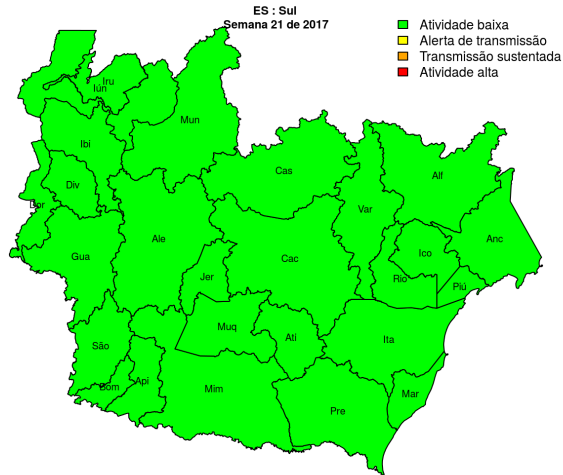 ES : Sul
Semana 21 de 2017
Atividade baixa
Alerta de transmissão
Transmissão sustentada
Atividade alta
Iru
Iún
Mun
Ibi
Cas
Alf
Div
Dor
Var
Ale
Anc
Ico
Gua
Cac
Jer
Rio
Piú
Muq
Ati
Ita
São
Api
Bom
Mim
Mar
Pre